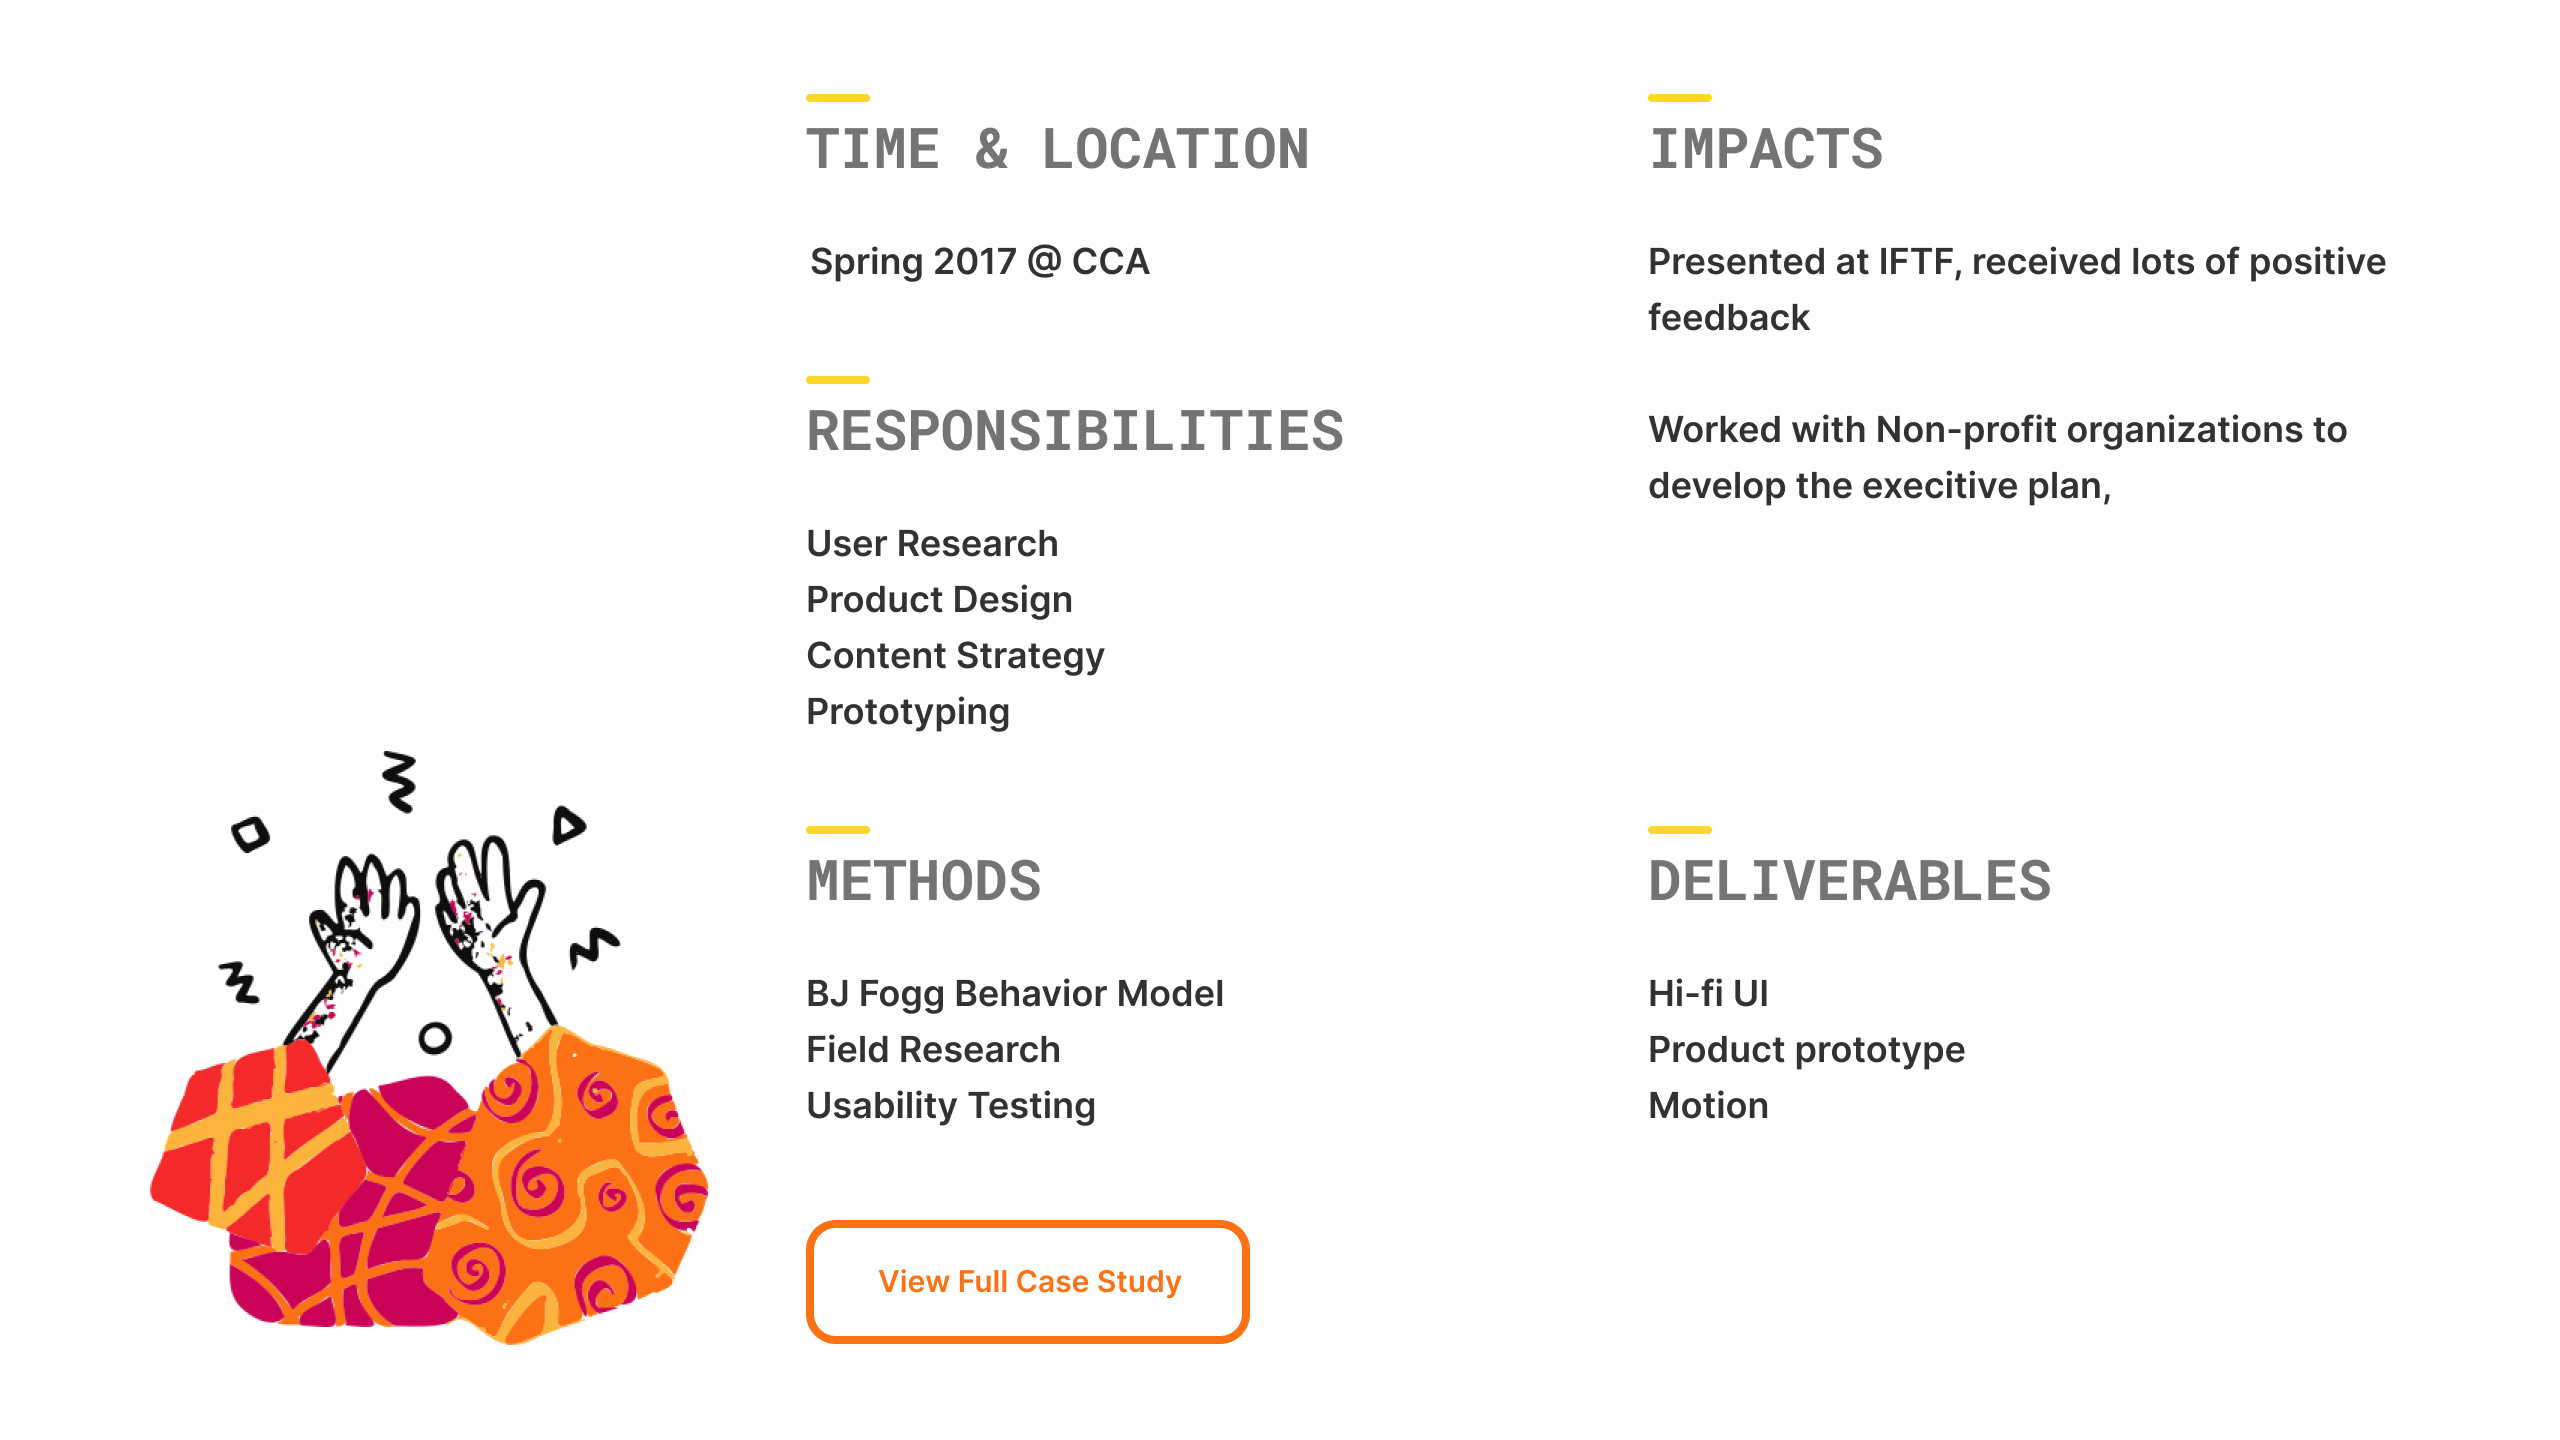 TIME & LOCATION
Spring 2017 @ CCA
RESPONSIBILITIES
User Research
Product Design
Content Strategy
Prototyping
METHODS
BJ Fogg Behavior Model
Field Research
Usability Testing
View Full Case Study
IMPACTS
Presented at IFTF, received lots of positive
feedback
Worked with Non-profit organizations to
develop the execitive plan,
DELIVERABLES
Hi-fi UI
Product prototype
Motion